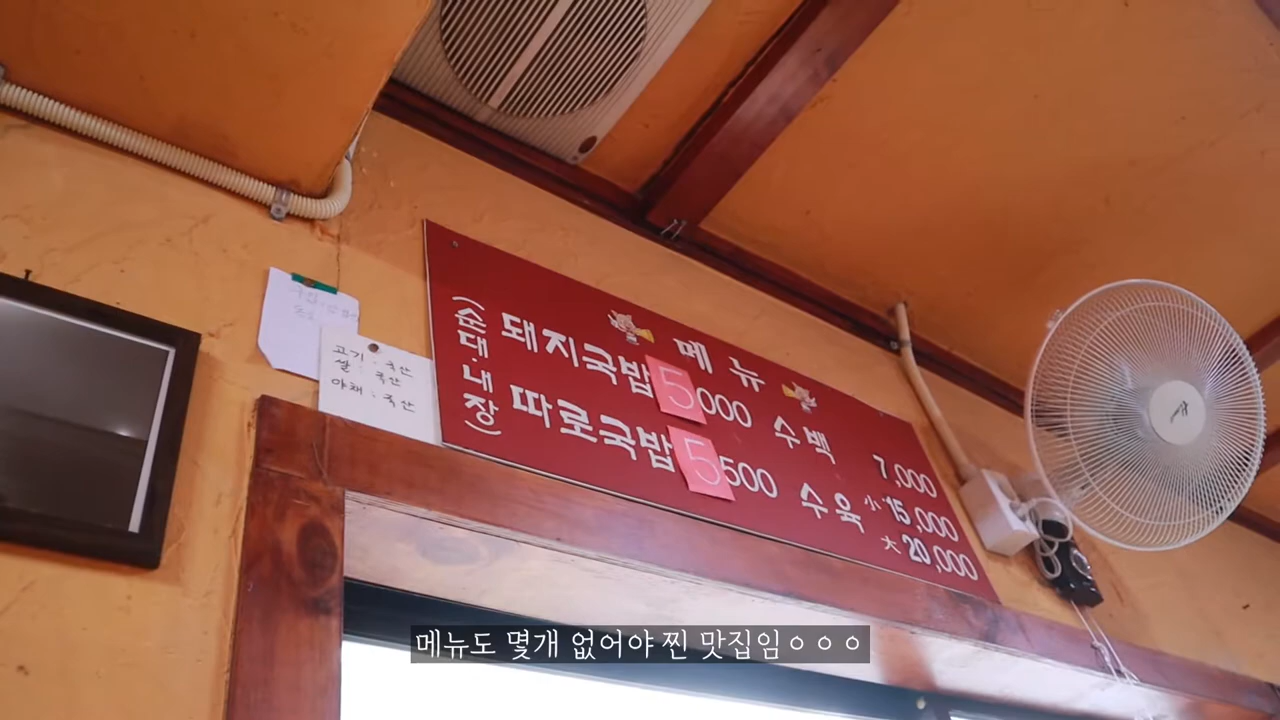 메뉴
(순대·내장)
돼지국밥 5000
따로국밥 5500
수백 7,000
수육 小 15,000
大 20,000
고기 : 국산
쌀 : 국산
야채 : 국산
메뉴도 몇개 없어야 찐 맛집임ㅇㅇㅇ